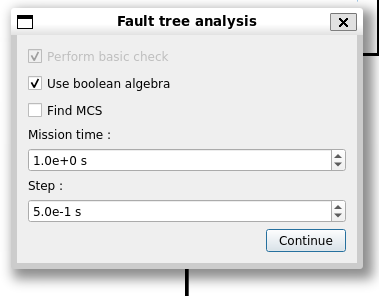 Fault tree analysis
Perform basic check
Use boolean algebra
Find MCS
Mission time :
1.0e+0 s
Step :
5.0e-1 s
Continue